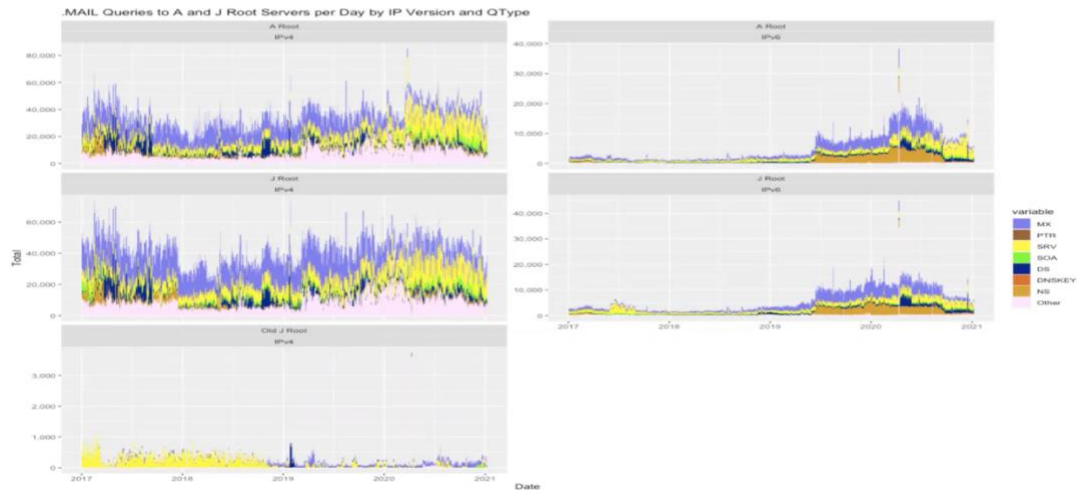 .MAIL Queries to A and J Root Servers per Day by IP Version and QType
A Root
IPv4
80,000
60,000
40,000
20,000
0
A Root
IPv6
40,000
30,000
20,000
10,000
0
J Root
IPv4
60,000
40,000
20,000
0
J Root
IPv6
40,000
30,000
20,000
10,000
0
2017 2018 2019 2020 2021
Old J Root
IPv4
3,000
2,000
1,000
0
2017 2018 2019 2020 2021
Total
Date
variable
MX
PTR
SRV
SOA
DS
DNSKEY
NS
Other